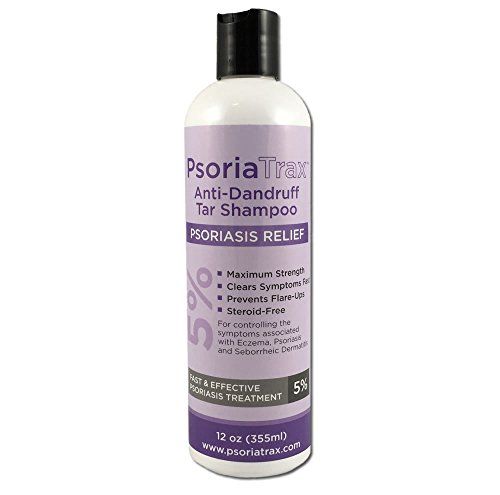 PsoriaTrax™
Anti-Dandruff
Tar Shampoo
PSORIASIS RELIEF
5%
Maximum Strength
Clears Symptoms Fast
Prevents Flare-Ups
Steroid-Free
For controlling the
symptoms associated
with Eczema, Psoriasis
and Seborrheic Dermatitis.
FAST & EFFECTIVE
PSORIASIS TREATMENT
5%
12 oz (355ml)
www.psoriatrax.com